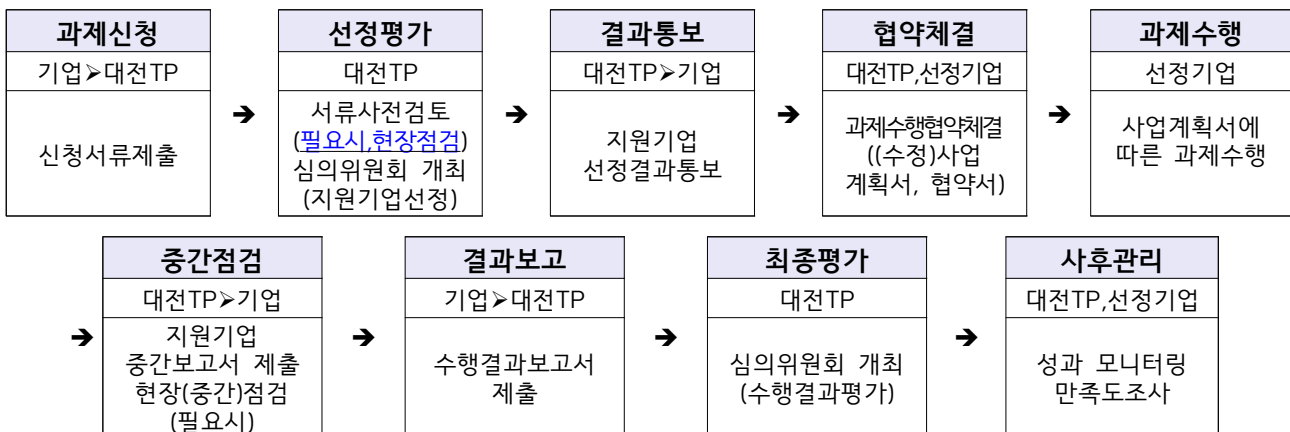 과제신청
기업➤대전TP
신청서류제출
➔
선정평가
대전TP
서류사전검토
(필요시,현장점검)
심의위원회 개최
(지원기업선정)
➔
결과통보
대전TP➤기업
지원기업
선정결과통보
➔
협약체결
대전TP,선정기업
과제수행협약체결
((수정)사업
계획서, 협약서)
➔
과제수행
선정기업
사업계획서에
따른 과제수행
➔
중간점검
대전TP➤기업
지원기업
중간보고서 제출
현장(중간)점검
(필요시)
➔
결과보고
기업➤대전TP
수행결과보고서
제출
➔
최종평가
대전TP
심의위원회 개최
(수행결과평가)
➔
사후관리
대전TP,선정기업
성과 모니터링
만족도조사